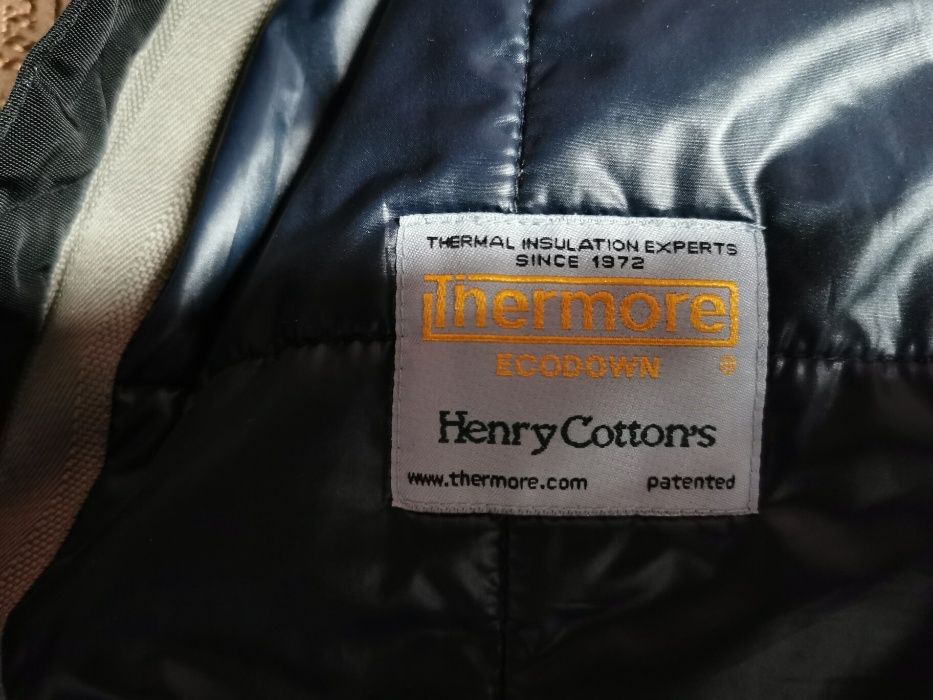 THERMAL INSULATION EXPERTS
SINCE 1972
Thermore
ECODOWN ®
Henry Cotton's
www.thermore.com patented